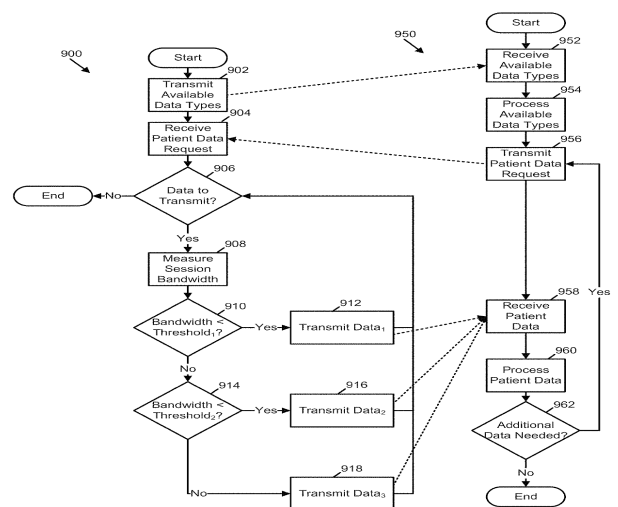 900
Start
902
Transmit
Available
Data Types
904
Receive
Patient Data
Request
906
Data to
Transmit?
No
End
Yes
908
Measure
Session
Bandwidth
910
Bandwidth <
Threshold₁?
Yes
912
Transmit Data₁
No
914
Bandwidth <
Threshold₂?
Yes
916
Transmit Data₂
No
918
Transmit Data₃
950
Start
952
Receive
Available
Data Types
954
Process
Available
Data Types
956
Transmit
Patient Data
Request
958
Receive
Patient
Data
Yes
960
Process
Patient Data
962
Additional
Data Needed?
No
End